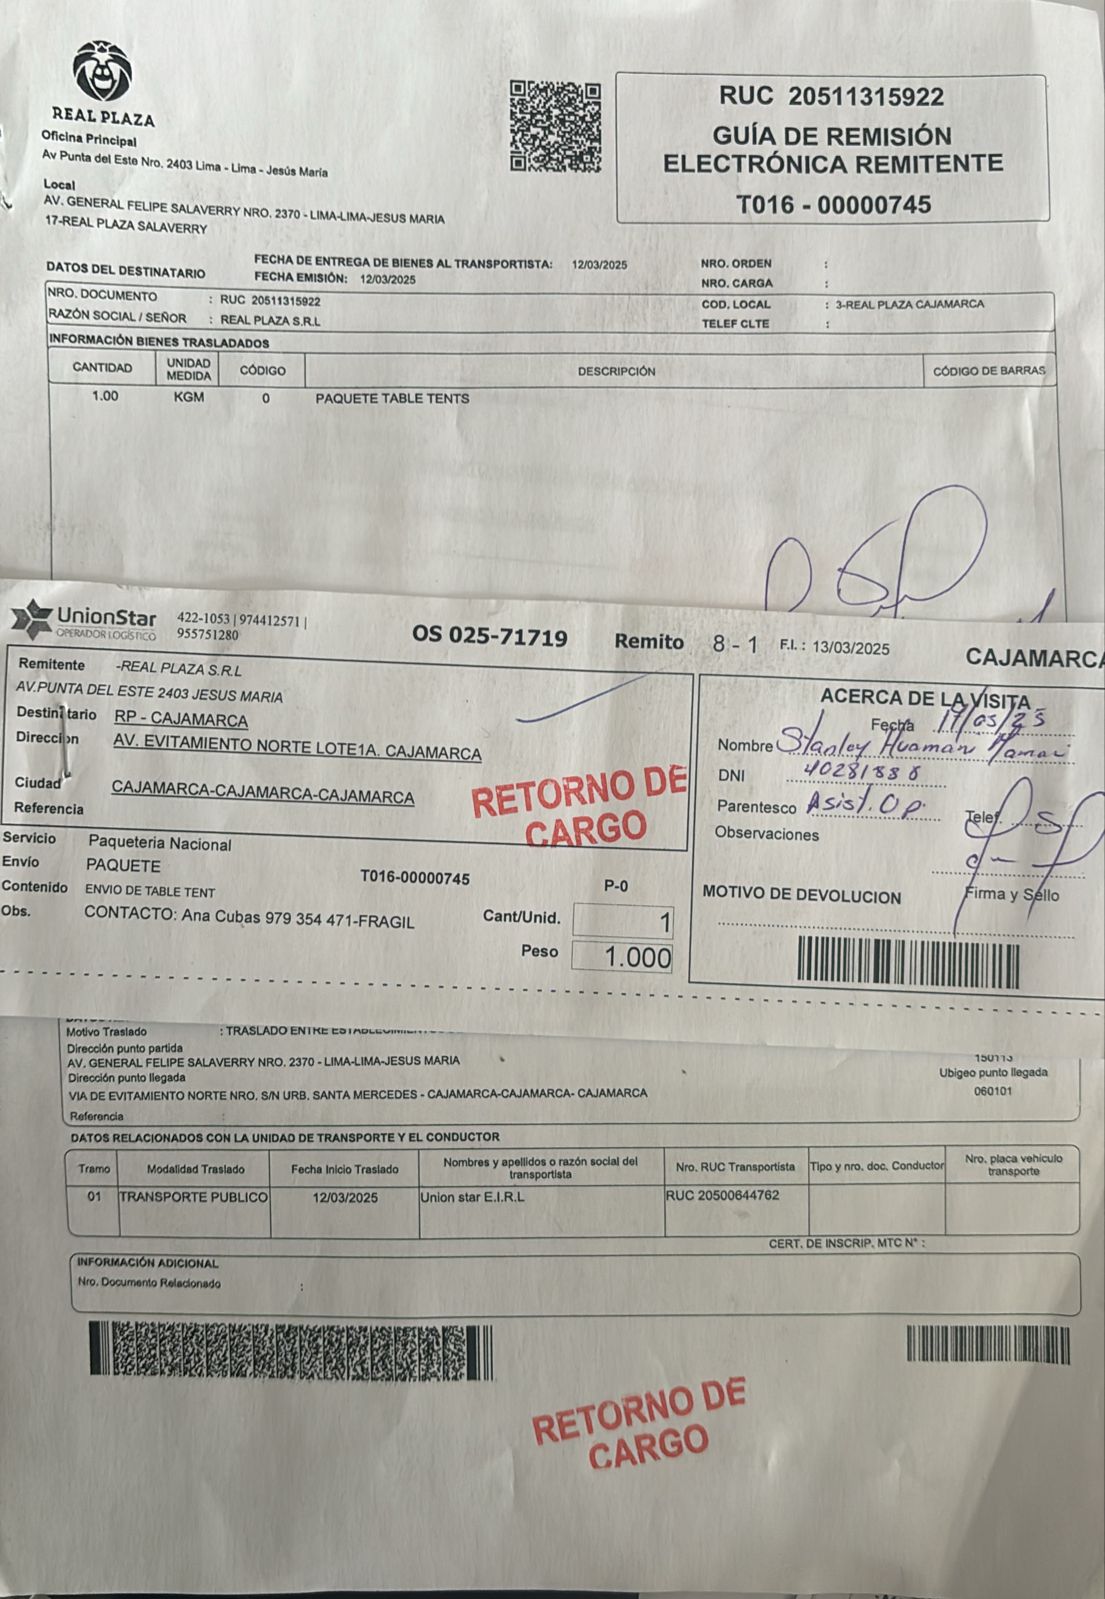 REAL PLAZA
Oficina Principal
Av Punta del Este Nro. 2403 Lima - Lima - Jesús María
Local
AV. GENERAL FELIPE SALAVERRY NRO. 2370 - LIMA-LIMA-JESUS MARIA
17-REAL PLAZA SALAVERRY
RUC 20511315922
GUÍA DE REMISIÓN
ELECTRÓNICA REMITENTE
T016 - 00000745
DATOS DEL DESTINATARIO
FECHA DE ENTREGA DE BIENES AL TRANSPORTISTA: 12/03/2025
FECHA EMISIÓN: 12/03/2025
NRO. ORDEN :
NRO. CARGA :
NRO. DOCUMENTO : RUC 20511315922
COD. LOCAL : 3-REAL PLAZA CAJAMARCA
RAZÓN SOCIAL / SEÑOR : REAL PLAZA S.R.L
TELEF CLTE :
INFORMACIÓN BIENES TRASLADADOS
CANTIDAD UNIDAD MEDIDA CÓDIGO DESCRIPCIÓN CÓDIGO DE BARRAS
1.00 KGM 0 PAQUETE TABLE TENTS
UnionStar
OPERADOR LOGÍSTICO
422-1053 | 974412571 |
955751280
OS 025-71719 Remito 8 - 1 F.I. : 13/03/2025
CAJAMARCA
Remitente -REAL PLAZA S.R.L
AV.PUNTA DEL ESTE 2403 JESUS MARIA
Destinatario RP - CAJAMARCA
Dirección AV. EVITAMIENTO NORTE LOTE1A. CAJAMARCA
Ciudad CAJAMARCA-CAJAMARCA-CAJAMARCA
Referencia
RETORNO DE
CARGO
Servicio Paqueteria Nacional
Envío PAQUETE
T016-00000745
P-0
Contenido ENVIO DE TABLE TENT
Obs. CONTACTO: Ana Cubas 979 354 471-FRAGIL
Cant/Unid. 1
Peso 1.000
ACERCA DE LA VISITA
Fecha 17/03/25
Nombre Stanley Huaman Mamani
DNI 40281888
Parentesco Asist. Op.
Telef.
Observaciones
Firma y Sello
MOTIVO DE DEVOLUCION
Motivo Traslado : TRASLADO ENTRE
Dirección punto partida
AV. GENERAL FELIPE SALAVERRY NRO. 2370 - LIMA-LIMA-JESUS MARIA
150113
Dirección punto llegada
Ubigeo punto llegada
VIA DE EVITAMIENTO NORTE NRO. S/N URB. SANTA MERCEDES - CAJAMARCA-CAJAMARCA- CAJAMARCA
060101
Referencia :
DATOS RELACIONADOS CON LA UNIDAD DE TRANSPORTE Y EL CONDUCTOR
Tramo Modalidad Traslado Fecha Inicio Traslado Nombres y apellidos o razón social del transportista Nro. RUC Transportista Tipo y nro. doc. Conductor Nro. placa vehículo transporte
01 TRANSPORTE PUBLICO 12/03/2025 Union star E.I.R.L RUC 20500644762
CERT. DE INSCRIP. MTC N° :
INFORMACIÓN ADICIONAL
Nro. Documento Relacionado :
RETORNO DE
CARGO